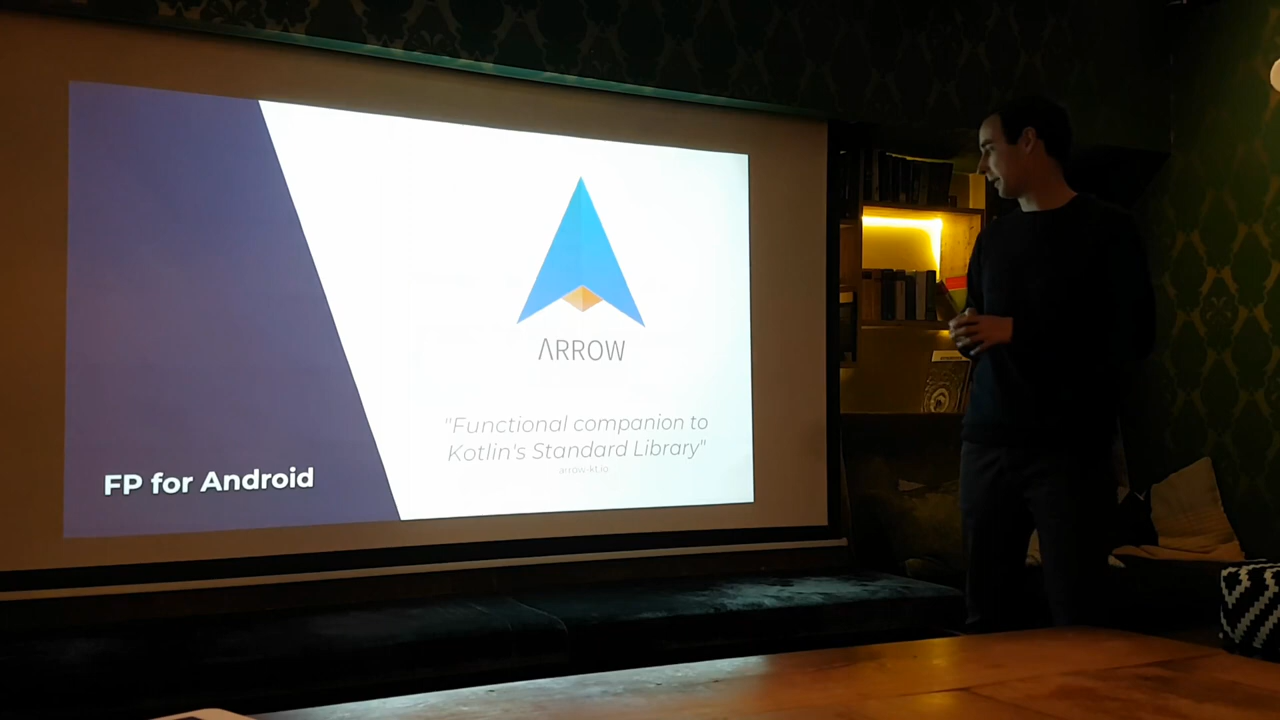 ARROW
"Functional companion to
Kotlin's Standard Library"
arrow-kt.io
FP for Android